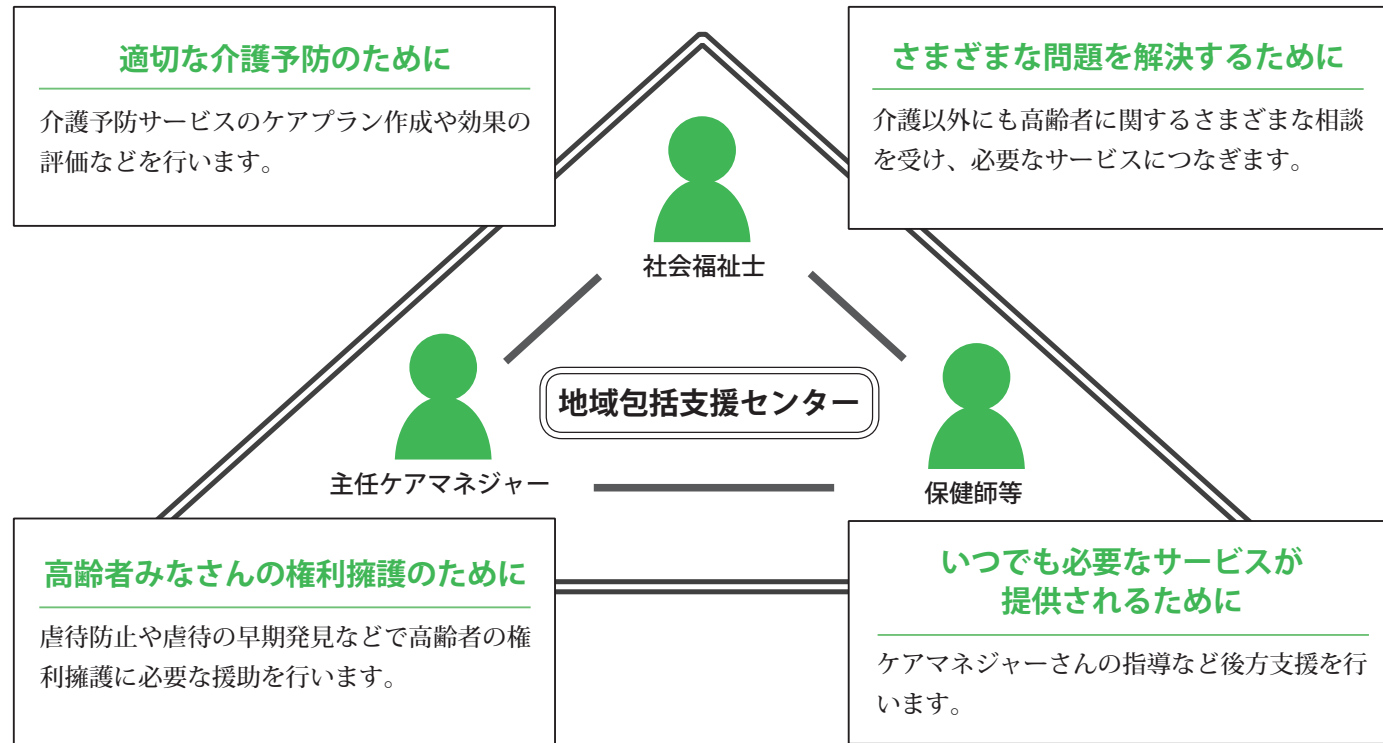 適切な介護予防のために
介護予防サービスのケアプラン作成や効果の
評価などを行います。
さまざまな問題を解決するために
介護以外にも高齢者に関するさまざまな相談
を受け、必要なサービスにつなぎます。
社会福祉士
地域包括支援センター
主任ケアマネジャー
保健師等
高齢者みなさんの権利擁護のために
虐待防止や虐待の早期発見などで高齢者の権
利擁護に必要な援助を行います。
いつでも必要なサービスが
提供されるために
ケアマネジャーさんの指導など後方支援を行
います。